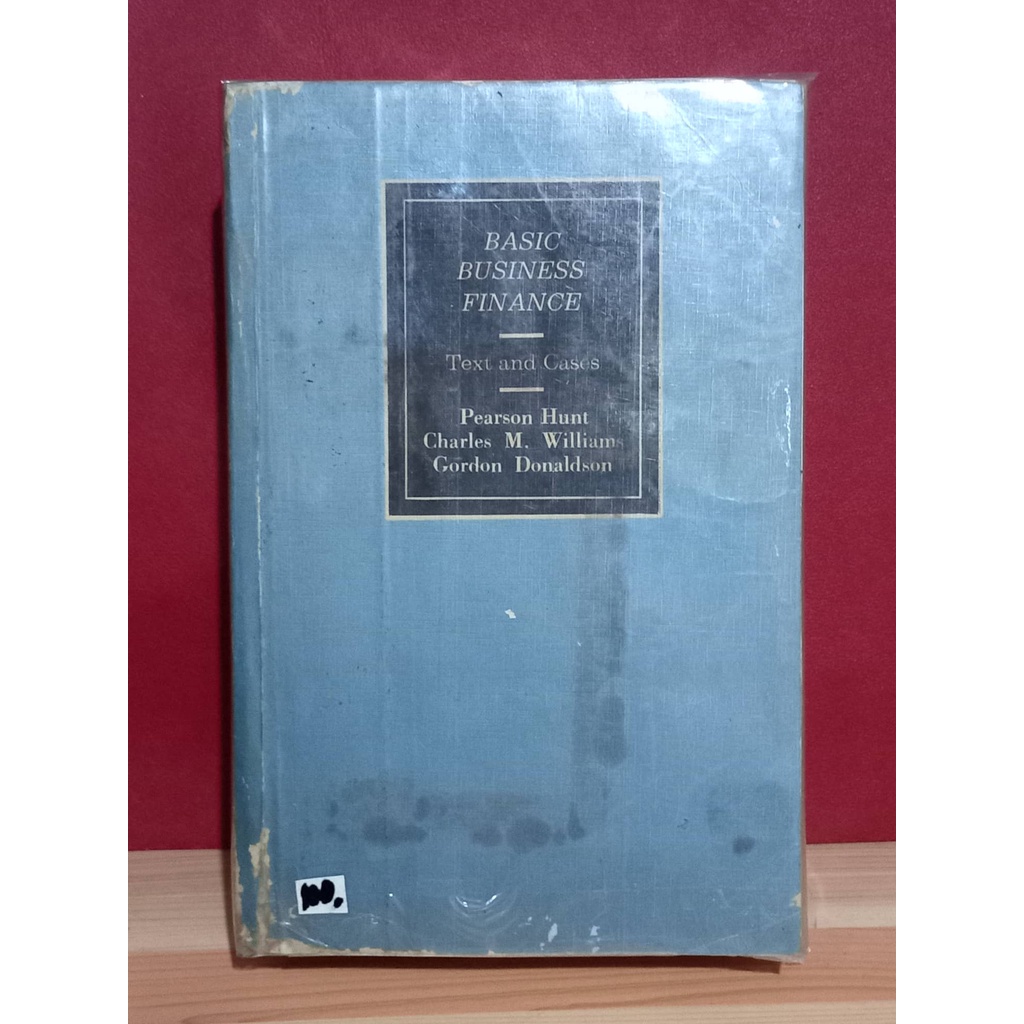 BASIC
BUSINESS
FINANCE
Text and Cases
Pearson Hunt
Charles M. Williams
Gordon Donaldson
100.